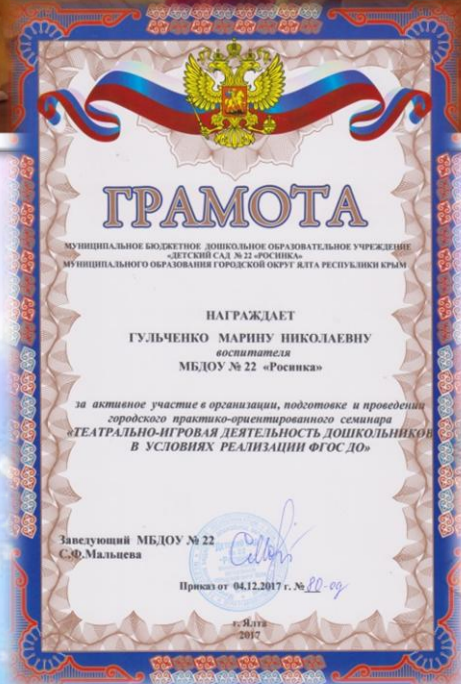 ГРАМОТА
МУНИЦИПАЛЬНОЕ БЮДЖЕТНОЕ ДОШКОЛЬНОЕ ОБРАЗОВАТЕЛЬНОЕ УЧРЕЖДЕНИЕ
«ДЕТСКИЙ САД № 22 «РОСИНКА»
МУНИЦИПАЛЬНОГО ОБРАЗОВАНИЯ ГОРОДСКОЙ ОКРУГ ЯЛТА РЕСПУБЛИКИ КРЫМ
НАГРАЖДАЕТ
ГУЛЬЧЕНКО МАРИНУ НИКОЛАЕВНУ
воспитателя
МБДОУ № 22 «Росинка»
за активное участие в организации, подготовке и проведении
городского практико-ориентированного семинара
«ТЕАТРАЛЬНО-ИГРОВАЯ ДЕЯТЕЛЬНОСТЬ ДОШКОЛЬНИКОВ
В УСЛОВИЯХ РЕАЛИЗАЦИИ ФГОС ДО»
Заведующий МБДОУ № 22
С.Ф.Мальцева
Приказ от 04.12.2017 г. № 80-од
г. Ялта
2017